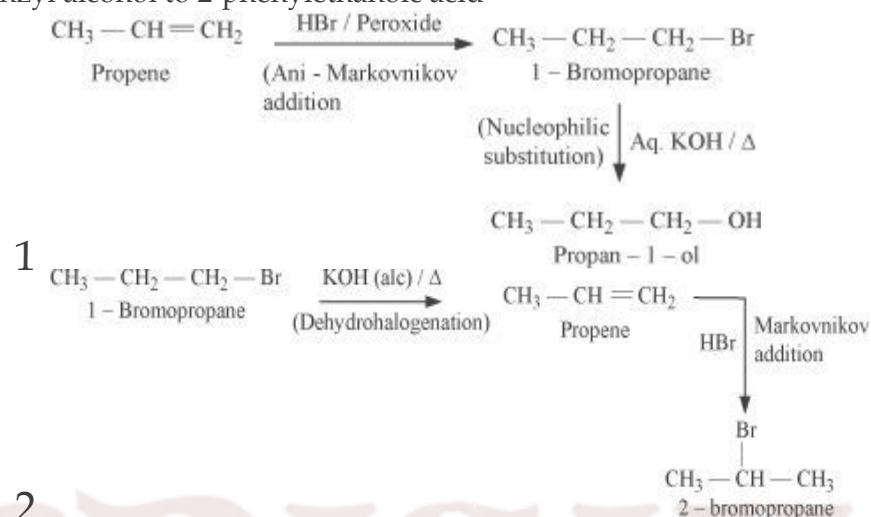 alcohol to 2-phenylethanoic acid
CH3 — CH = CH2
HBr / Peroxide
CH3 — CH2 — CH2 — Br
Propene
(Ani - Markovnikov
addition
1 – Bromopropane
(Nucleophilic
substitution)
Aq. KOH / Δ
CH3 — CH2 — CH2 — OH
Propan – 1 – ol
1
CH3 — CH2 — CH2 — Br
KOH (alc) / Δ
CH3 — CH = CH2
1 – Bromopropane
(Dehydrohalogenation)
Propene
HBr
Markovnikov
addition
Br
CH3 — CH — CH3
2 – bromopropane
2